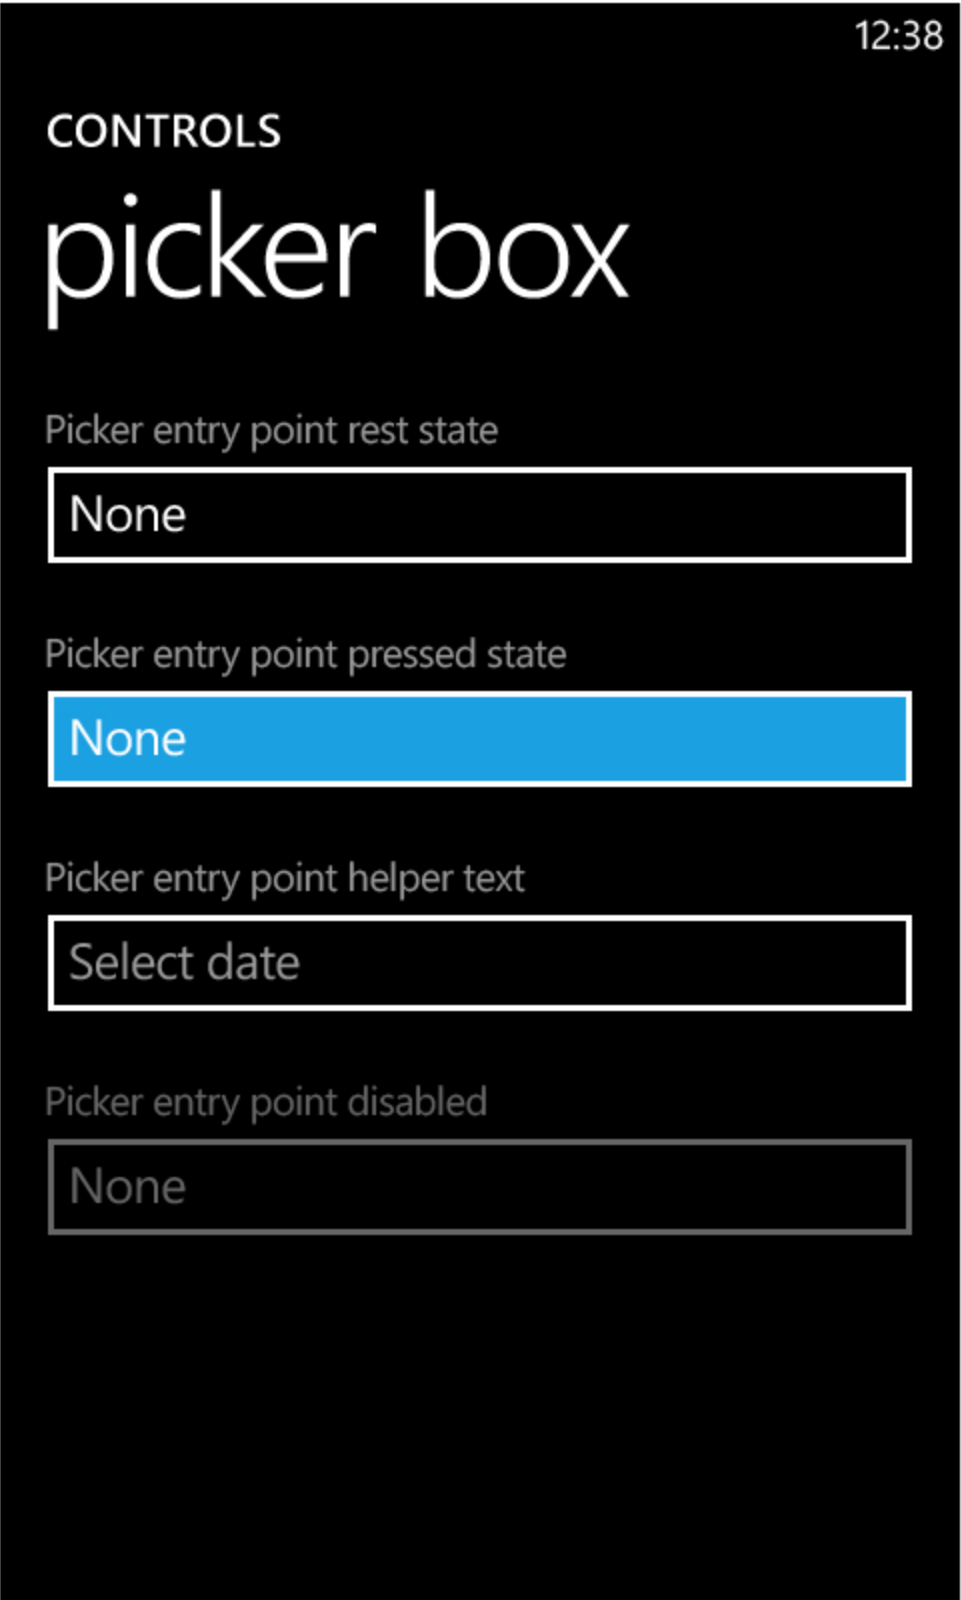 12:38
CONTROLS
picker box
Picker entry point rest state
None
Picker entry point pressed state
None
Picker entry point helper text
Select date
Picker entry point disabled
None